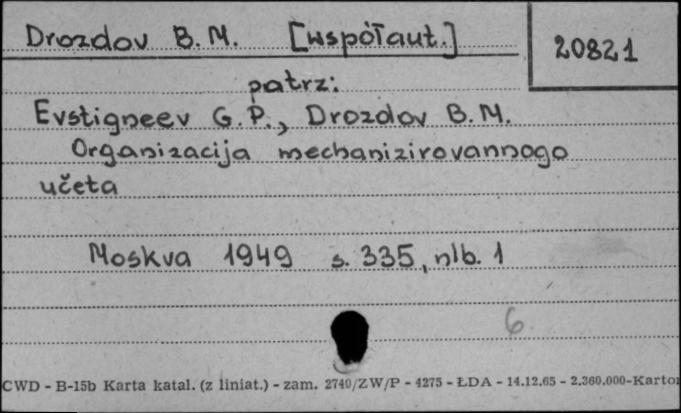 Drozdov B.M. [współaut.]
20821
patrz:
Evstigneev G.P., Drozdov B.M.
Organizacija mechanizirovannogo
učeta
Moskva 1949 s. 335, nlb. 1
6.
CWD - B-15b Karta katal. (z liniat.) - zam. 2740/ZW/P - 4275 - ŁDA - 14.12.65 - 2.360.000-Karto